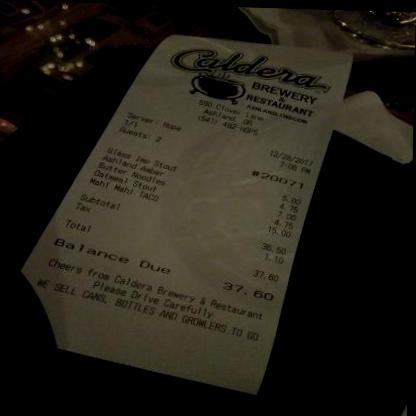 Caldera
BREWERY
&
RESTAURANT
ASHLAND, OREGON
590 Clover Lane
Ashland, OR
(541) 482-HOPS
Server: Hope 12/28/2017
1/1 7:06 PM
Guests: 2 #20071
Glass Imp Stout 5.00
Ashland Amber 4.75
Butter Noodles 7.00
Oatmeal Stout 4.75
Mahi Mahi TACO 15.00
Subtotal 36.50
Tax 1.10
Total 37.60
Balance Due 37.60
Cheers from Caldera Brewery & Restaurant
Please Drive Carefully
WE SELL CANS, BOTTLES AND GROWLERS TO GO